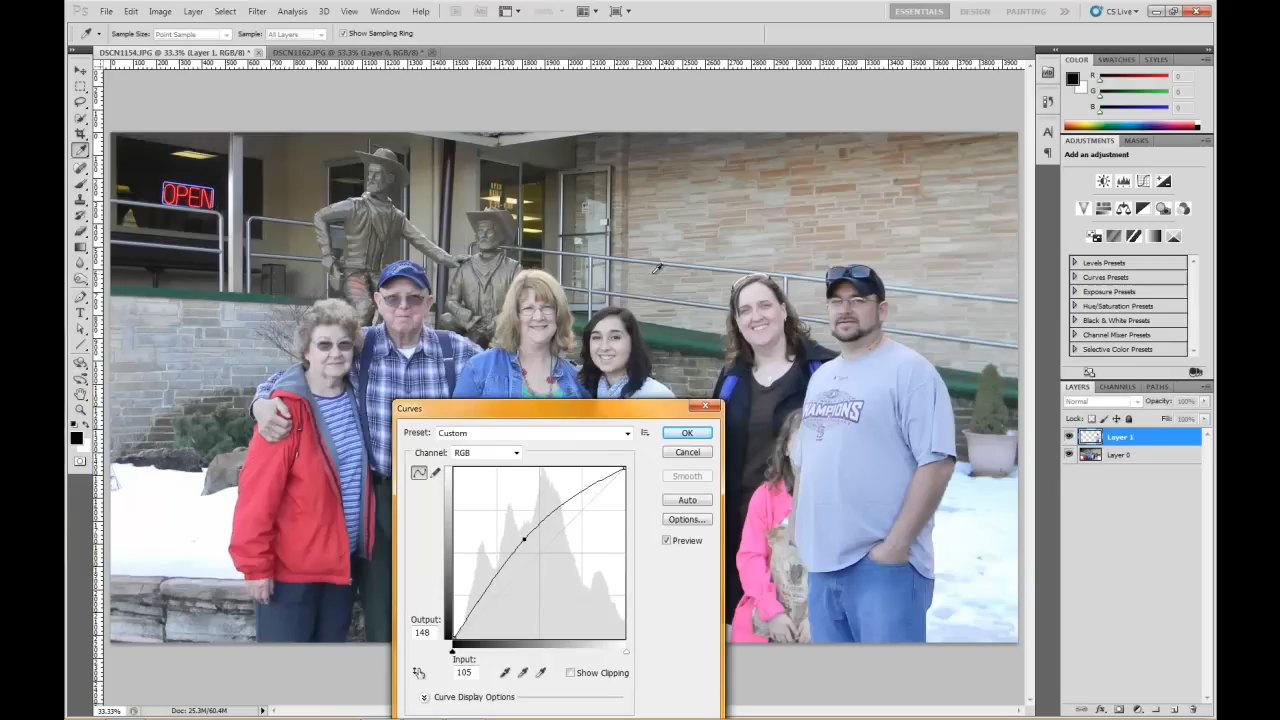 Ps File Edit Image Layer Select Filter Analysis 3D View Window Help ESSENTIALS DESIGN PAINTING CS Live
Sample Size: Point Sample Sample: All Layers Show Sampling Ring
DSCN1154.JPG @ 33.3% (Layer 1, RGB/8) * DSCN1162.JPG @ 33.3% (Layer 0, RGB/8) *
COLOR SWATCHES STYLES
R 0
G 0
B 0
ADJUSTMENTS MASKS
Add an adjustment
Levels Presets
Curves Presets
Exposure Presets
Hue/Saturation Presets
Black & White Presets
Channel Mixer Presets
Selective Color Presets
LAYERS CHANNELS PATHS
Normal Opacity: 100%
Lock: Fill: 100%
Layer 1
Layer 0
OPEN
CHAMPIONS
Curves
Preset: Custom
OK
Channel: RGB
Cancel
Smooth
Auto
Options...
Preview
Output:
148
Input:
105
Show Clipping
Curve Display Options
33.33% Doc: 25.3M/60.4M